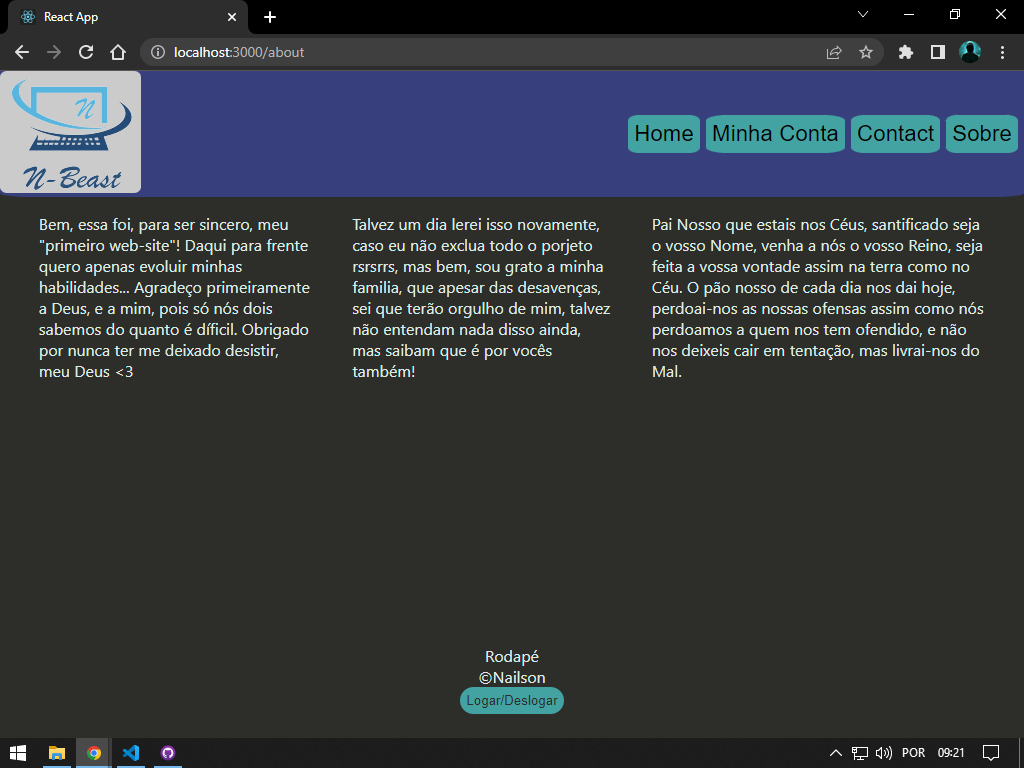 React App
localhost:3000/about
N
N-Beast
Home
Minha Conta
Contact
Sobre
Bem, essa foi, para ser sincero, meu
"primeiro web-site"! Daqui para frente
quero apenas evoluir minhas
habilidades... Agradeço primeiramente
a Deus, e a mim, pois só nós dois
sabemos do quanto é díficil. Obrigado
por nunca ter me deixado desistir,
meu Deus <3
Talvez um dia lerei isso novamente,
caso eu não exclua todo o porjeto
rsrsrrs, mas bem, sou grato a minha
familia, que apesar das desavenças,
sei que terão orgulho de mim, talvez
não entendam nada disso ainda,
mas saibam que é por vocês
também!
Pai Nosso que estais nos Céus, santificado seja
o vosso Nome, venha a nós o vosso Reino, seja
feita a vossa vontade assim na terra como no
Céu. O pão nosso de cada dia nos dai hoje,
perdoai-nos as nossas ofensas assim como nós
perdoamos a quem nos tem ofendido, e não
nos deixeis cair em tentação, mas livrai-nos do
Mal.
Rodapé
©Nailson
Logar/Deslogar
POR
09:21